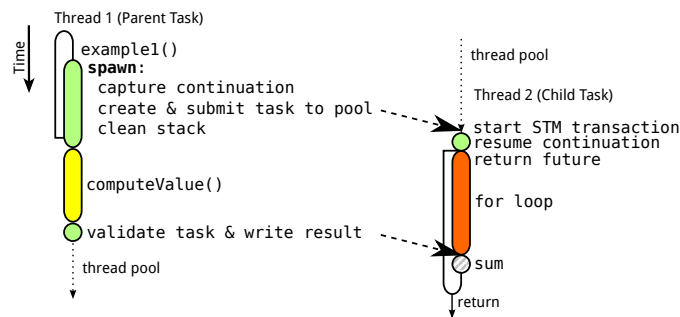 Thread 1 (Parent Task)
Time
example1()
spawn:
capture continuation
create & submit task to pool
clean stack
computeValue()
validate task & write result
thread pool
thread pool
Thread 2 (Child Task)
start STM transaction
resume continuation
return future
for loop
sum
return